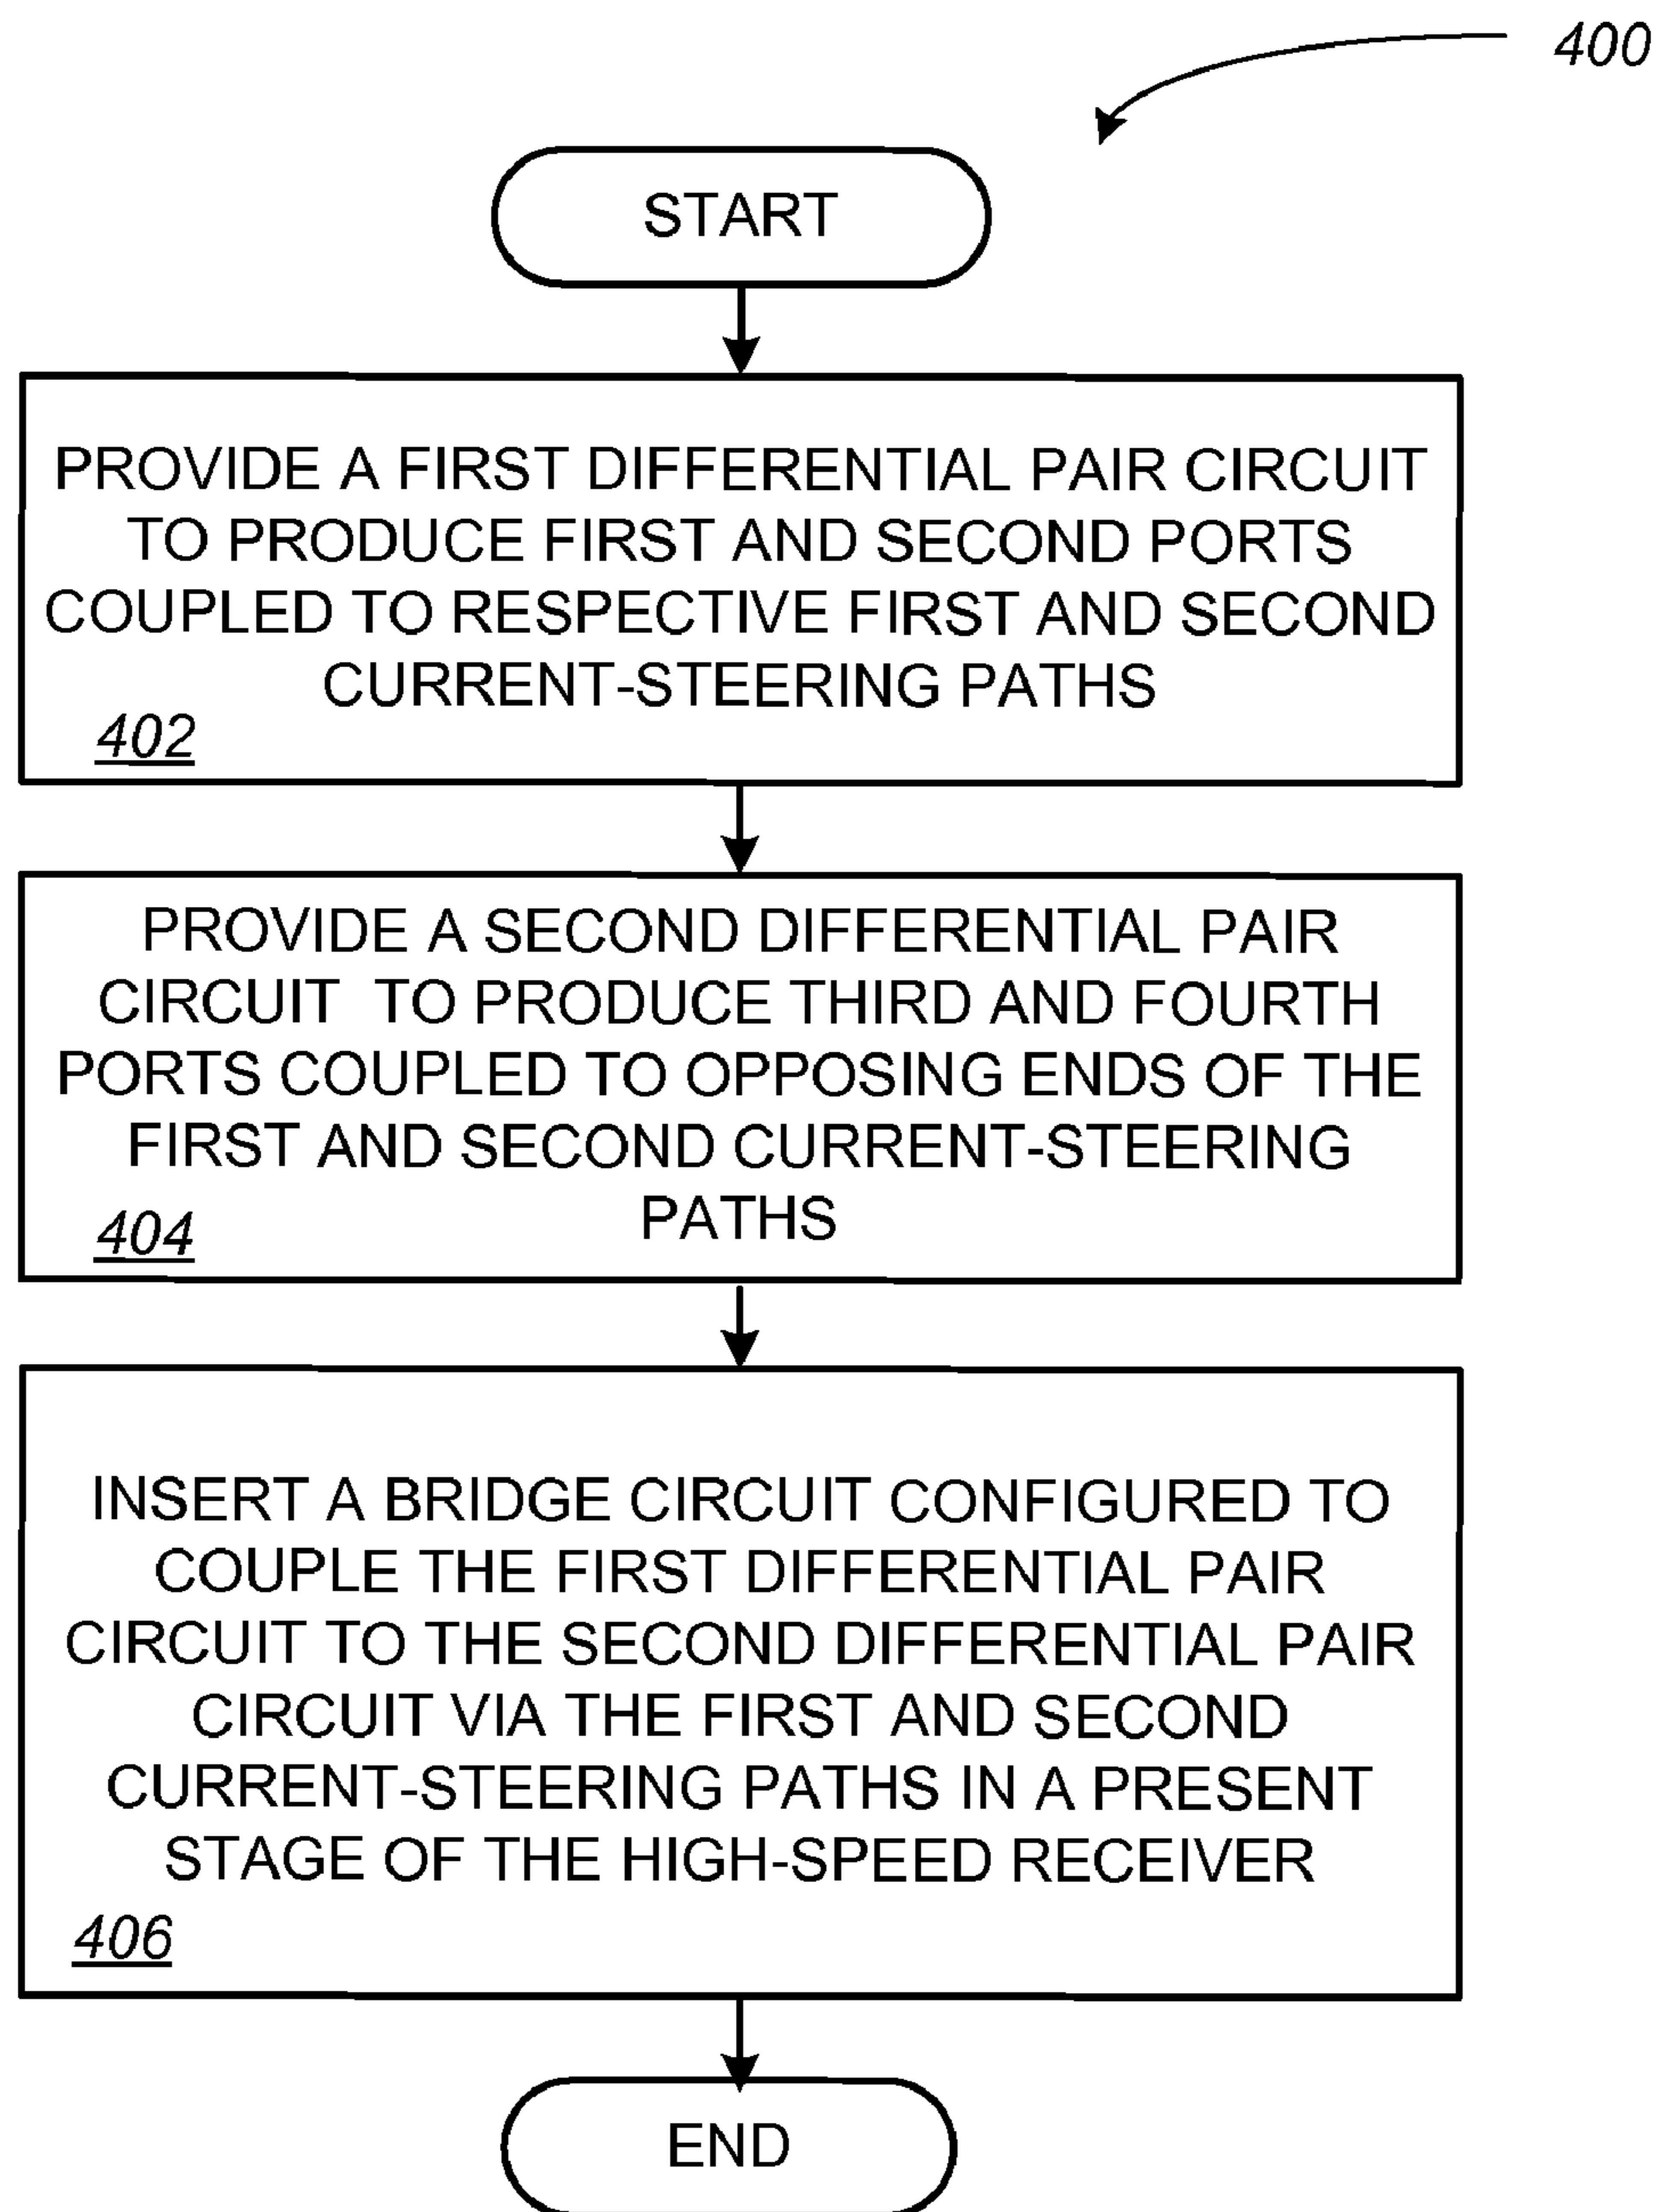 400
START
PROVIDE A FIRST DIFFERENTIAL PAIR CIRCUIT
TO PRODUCE FIRST AND SECOND PORTS
COUPLED TO RESPECTIVE FIRST AND SECOND
CURRENT-STEERING PATHS
402
PROVIDE A SECOND DIFFERENTIAL PAIR
CIRCUIT TO PRODUCE THIRD AND FOURTH
PORTS COUPLED TO OPPOSING ENDS OF THE
FIRST AND SECOND CURRENT-STEERING
PATHS
404
INSERT A BRIDGE CIRCUIT CONFIGURED TO
COUPLE THE FIRST DIFFERENTIAL PAIR
CIRCUIT TO THE SECOND DIFFERENTIAL PAIR
CIRCUIT VIA THE FIRST AND SECOND
CURRENT-STEERING PATHS IN A PRESENT
STAGE OF THE HIGH-SPEED RECEIVER
406
END